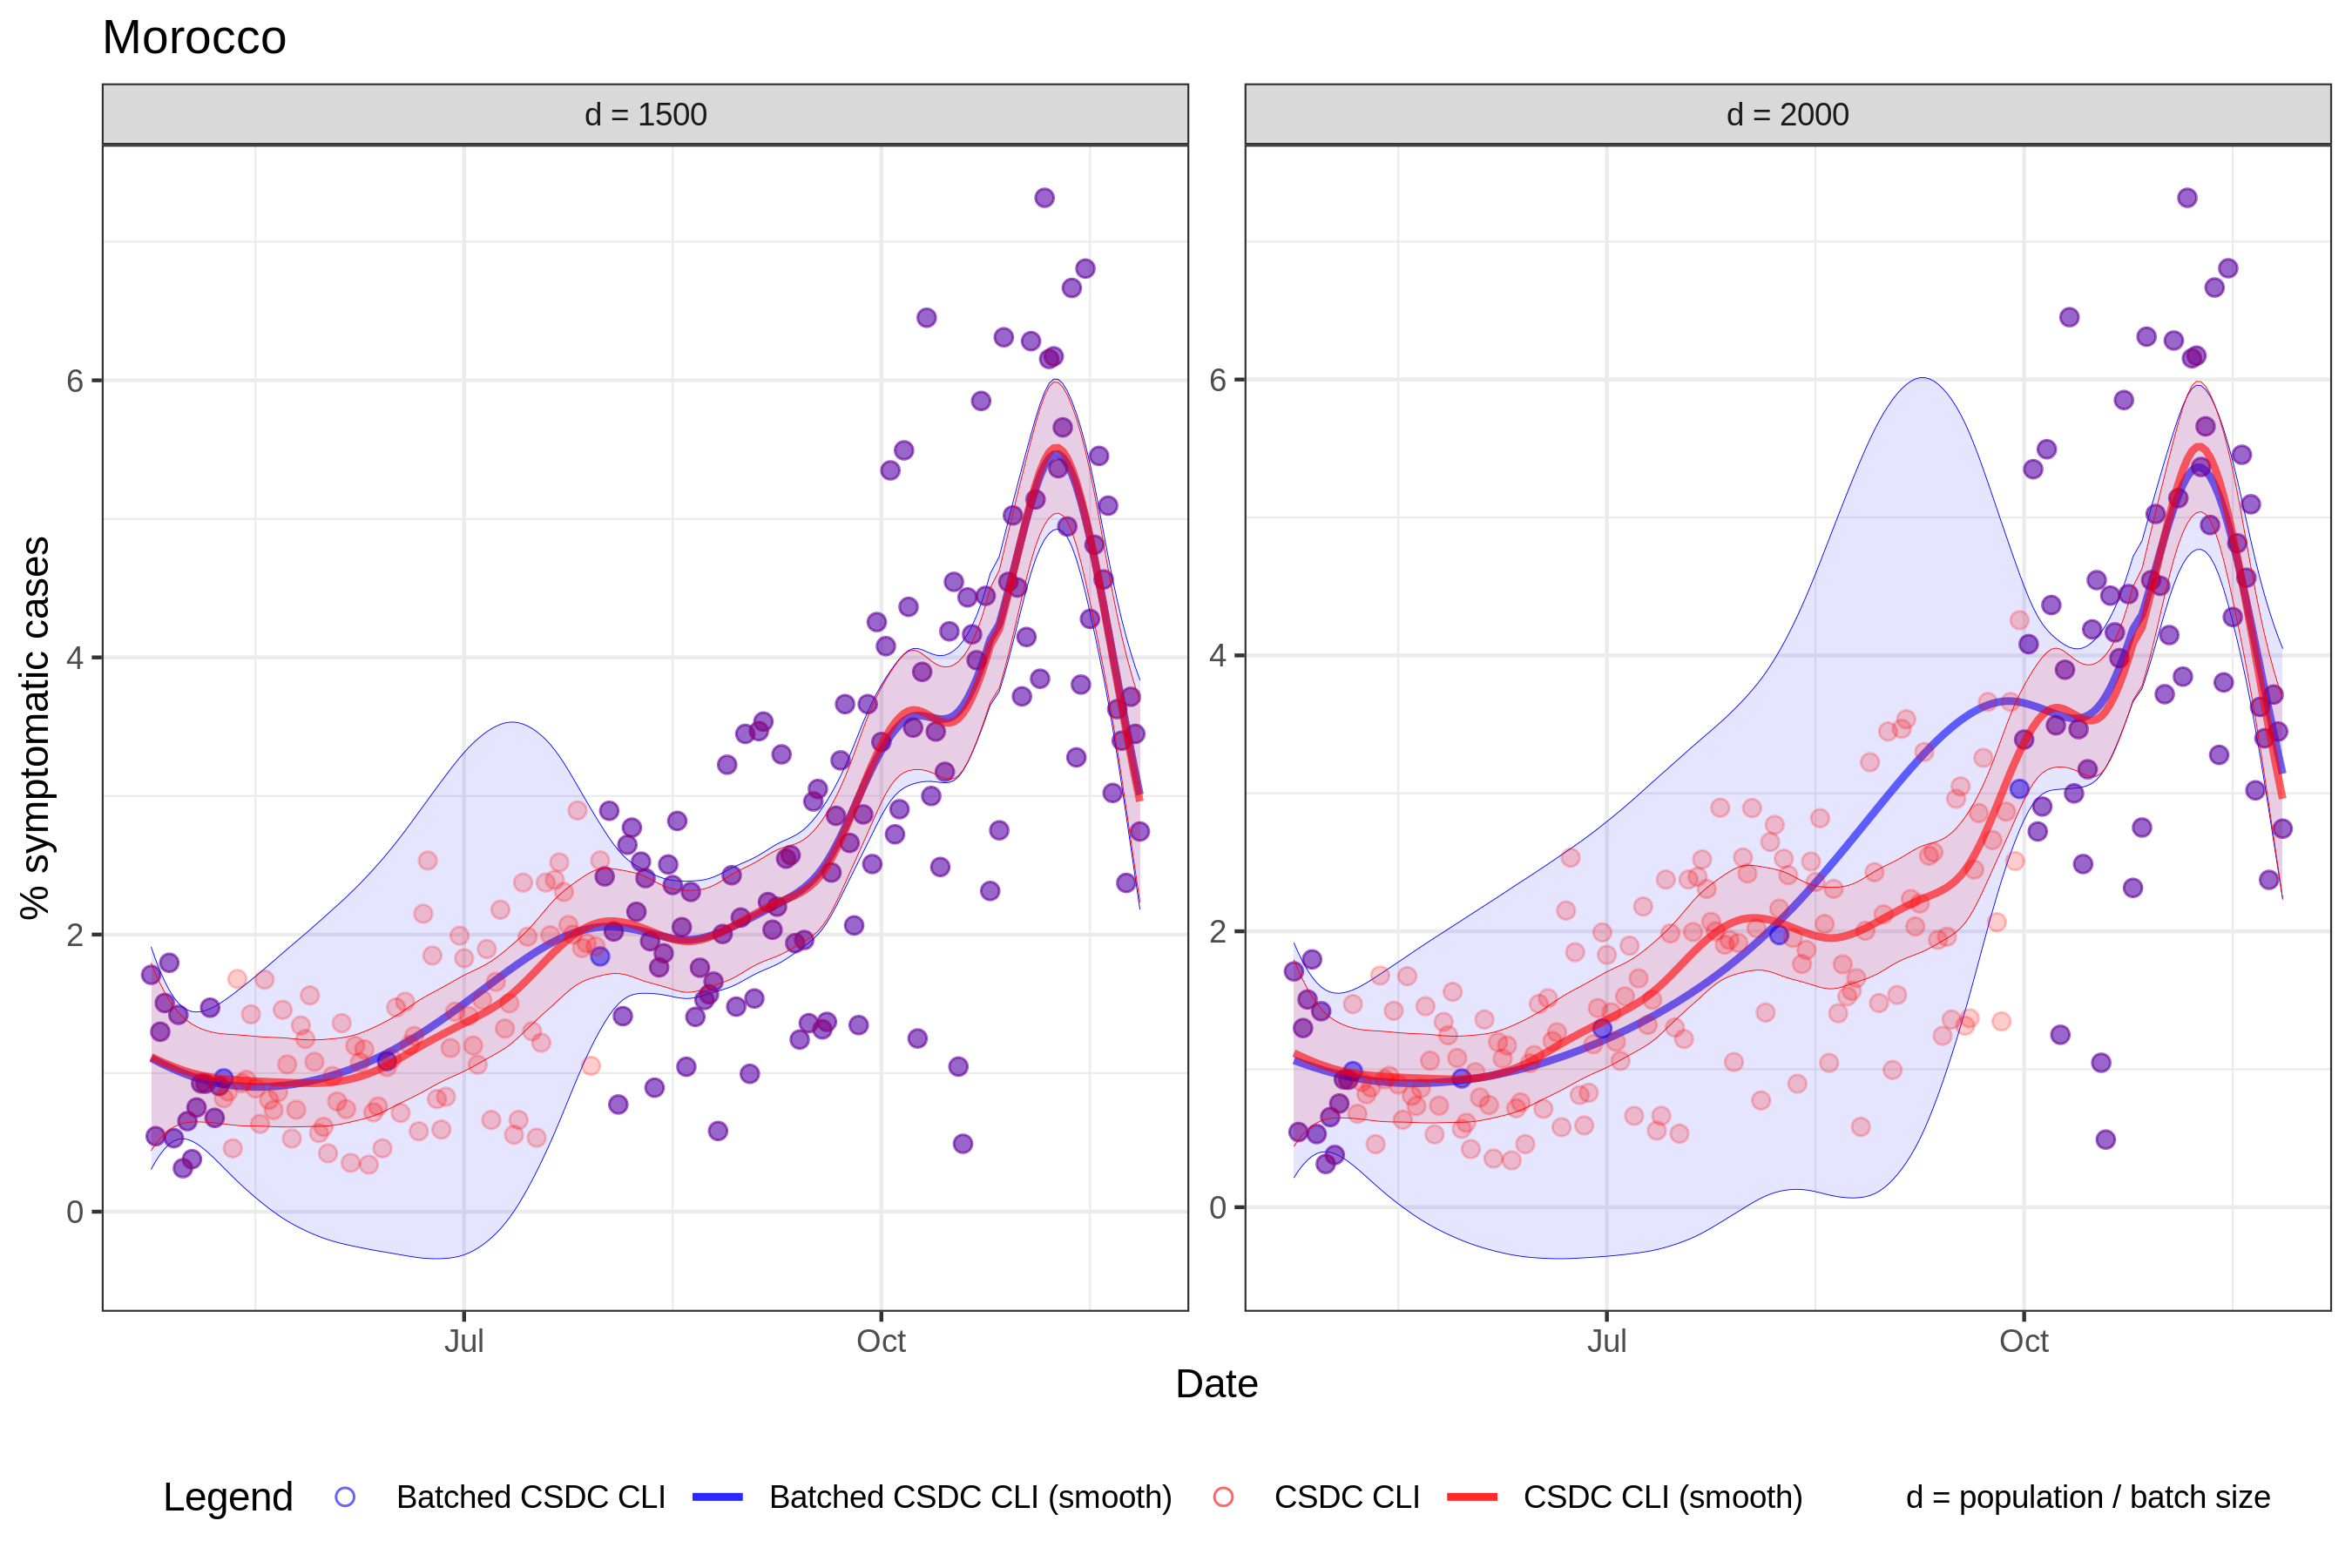 Morocco
d = 1500
d = 2000
% symptomatic cases
6
4
2
0
6
4
2
0
Jul
Oct
Jul
Oct
Date
Legend
Batched CSDC CLI
Batched CSDC CLI (smooth)
CSDC CLI
CSDC CLI (smooth)
d = population / batch size